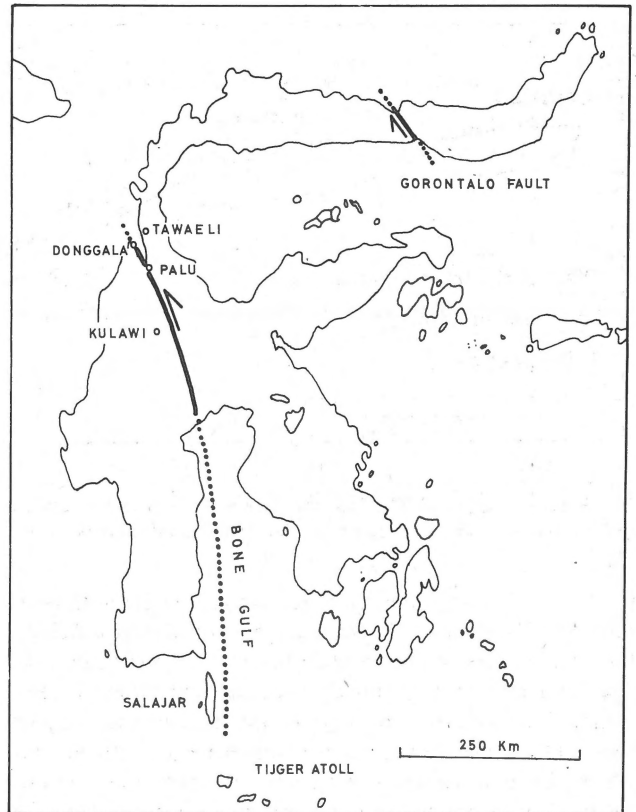 GORONTALO FAULT
TAWAELI
DONGGALA
PALU
KULAWI
BONE GULF
SALAJAR
250 Km
TIJGER ATOLL